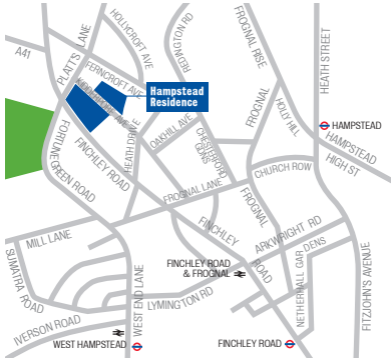 HOLLYCROFT AVE
REDINGTON RD
FROGNAL RISE
HEATH STREET
A41
PLATT'S LANE
FERNCROFT AVE
Hampstead
Residence
KIDDERPORE AVE
FROGNAL
HOLLY HILL
HAMPSTEAD
HAMPSTEAD
HIGH ST
OAKHILL AVE
CHESTERFORD
GDNS
HEATH DRIVE
FORTUNE GREEN ROAD
FINCHLEY ROAD
CHURCH ROW
FROGNAL LANE
FROGNAL
FINCHLEY
ROAD
ARKWRIGHT RD
MILL LANE
SUMATRA ROAD
FINCHLEY ROAD
& FROGNAL
NETHERHALL GARDENS
FITZJOHN'S AVENUE
LYMINGTON RD
WEST END LANE
IVERSON ROAD
WEST HAMPSTEAD
FINCHLEY ROAD